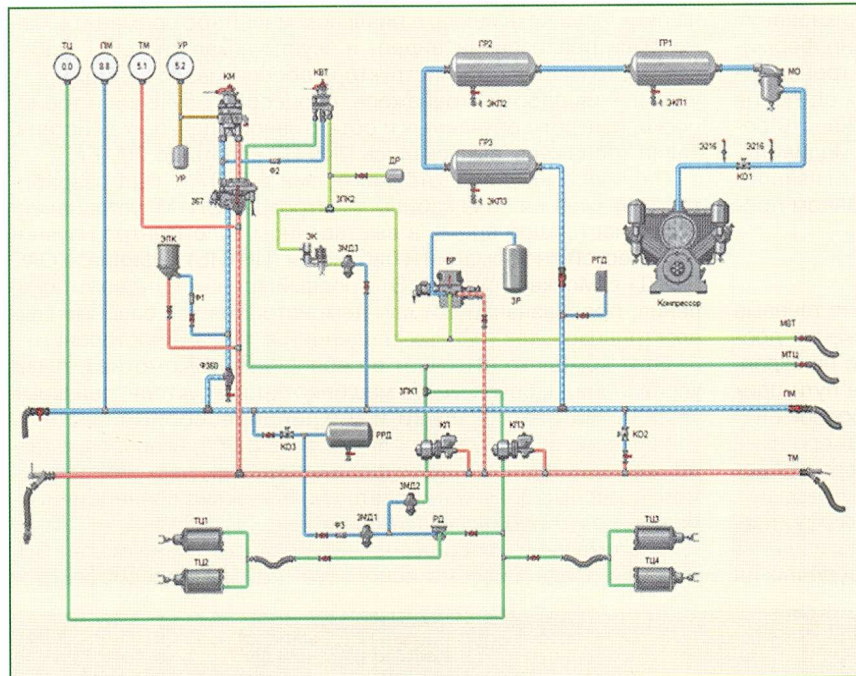 ТЦ ПМ ТМ УР
0.0 8.8 5.1 5.2
КМ
КВТ
ГР2
ГР1
МО
ЭКП2
ЭКП1
УР
Ф2
ДР
ГР3
Э216 Э216
КО1
367
ЗПК2
ЭКП3
ЭПК
ЭК
ЗМД3
ВР
ЗР
РГД
Компрессор
Ф1
МВТ
МТЦ
ФЭ60
ЗПК1
ПМ
КО3
РРД
КП
КПЭ
КО2
ТМ
ЗМД2
ТЦ1
Ф3
ЗМД1
РД
ТЦ3
ТЦ2
ТЦ4